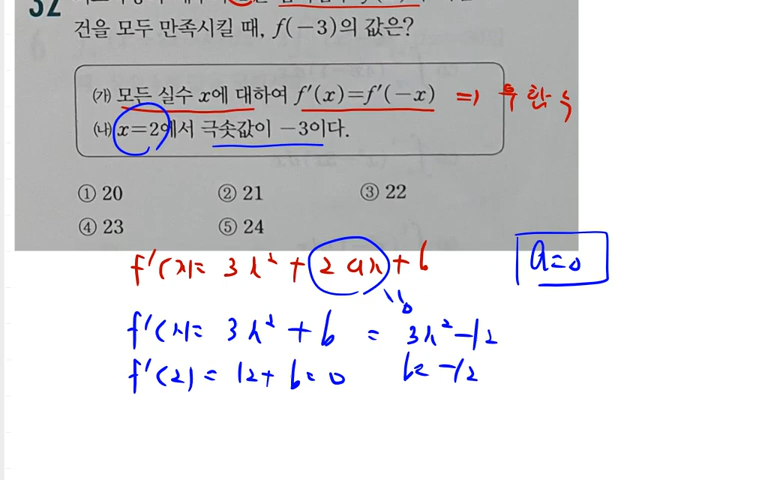 32
건을 모두 만족시킬 때, f(−3)의 값은?
㈎ 모든 실수 x에 대하여 f′(x)=f′(−x) ⇒ 우함수
㈏ x=2에서 극솟값이 −3이다.
① 20 ② 21 ③ 22
④ 23 ⑤ 24
f′(x)= 3x² + 2ax + b a=0
0
f′(x)= 3x² + b = 3x² −12
f′(2) = 12 + b = 0 b= −12